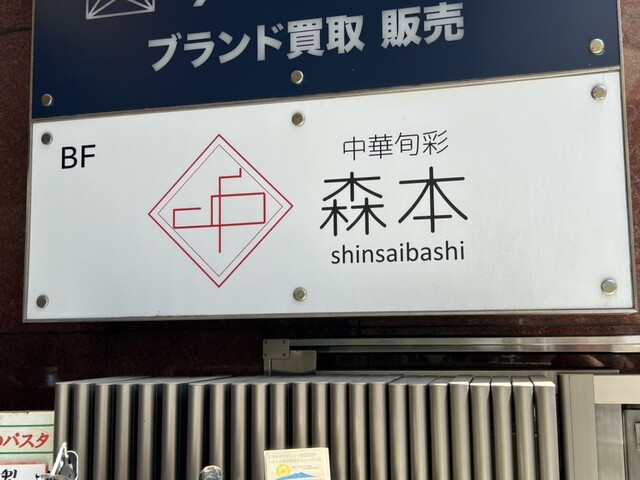 ブランド買取 販売
BF
中華旬彩
森本
shinsaibashi
のパスタ